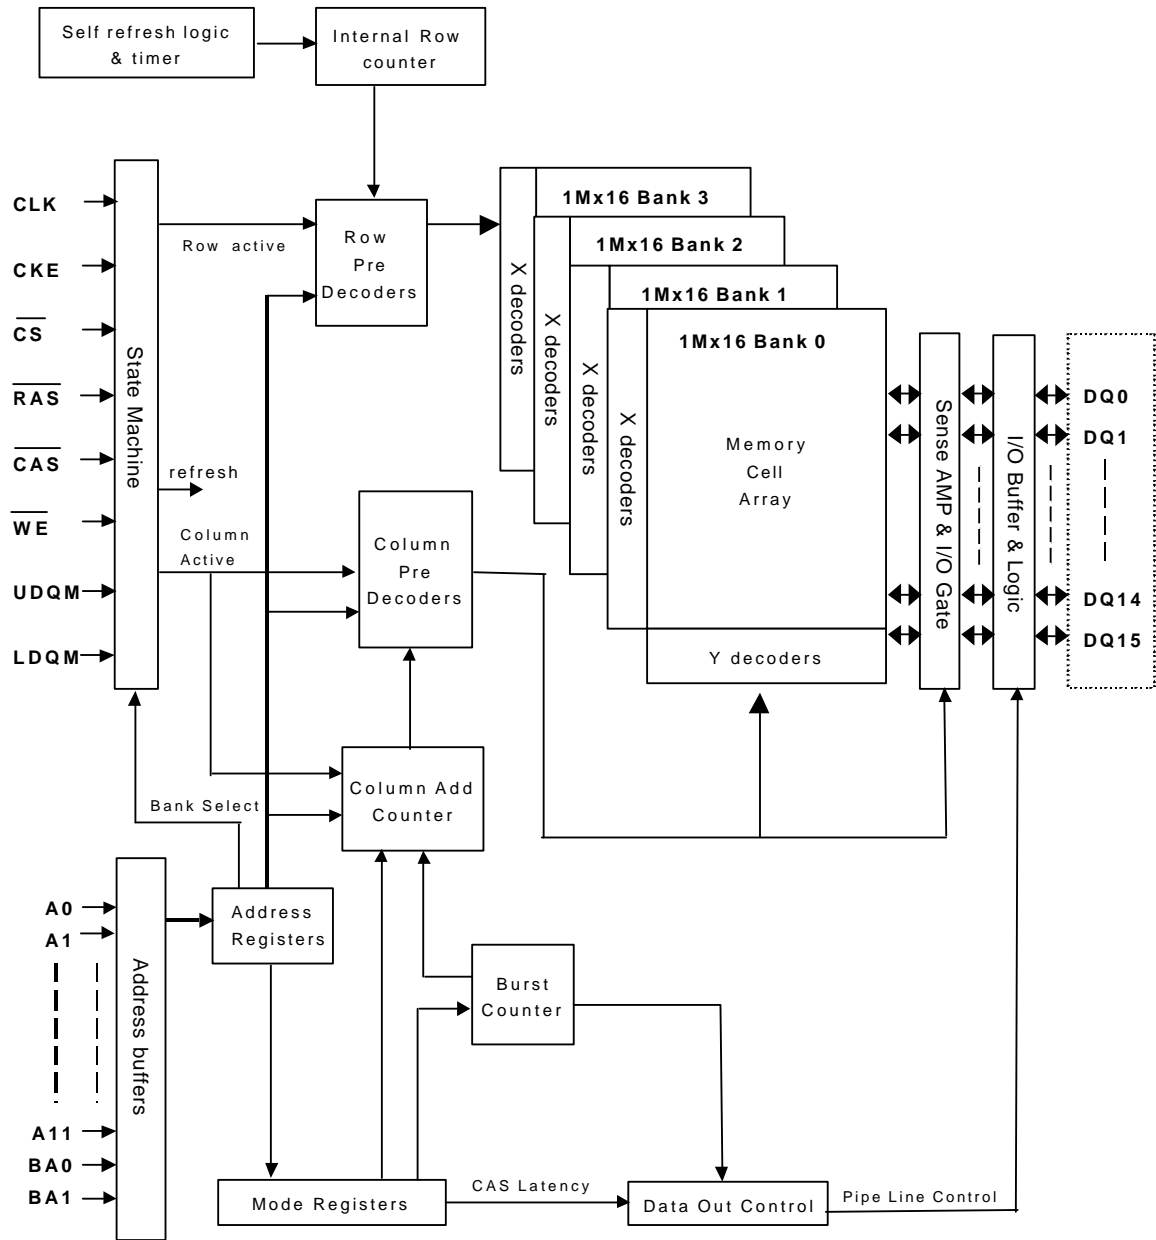 Self refresh logic
& timer
Internal Row
counter
CLK
CKE
CS
RAS
CAS
WE
UDQM
LDQM
State Machine
Row active
refresh
Column
Active
Bank Select
Row
Pre
Decoders
Column
Pre
Decoders
Column Add
Counter
X decoders
1Mx16 Bank 3
X decoders
1Mx16 Bank 2
X decoders
1Mx16 Bank 1
X decoders
1Mx16 Bank 0
Memory
Cell
Array
Y decoders
Sense AMP & I/O Gate
I/O Buffer & Logic
DQ0
DQ1
DQ14
DQ15
A0
A1
A11
BA0
BA1
Address buffers
Address
Registers
Burst
Counter
Mode Registers
CAS Latency
Data Out Control
Pipe Line Control